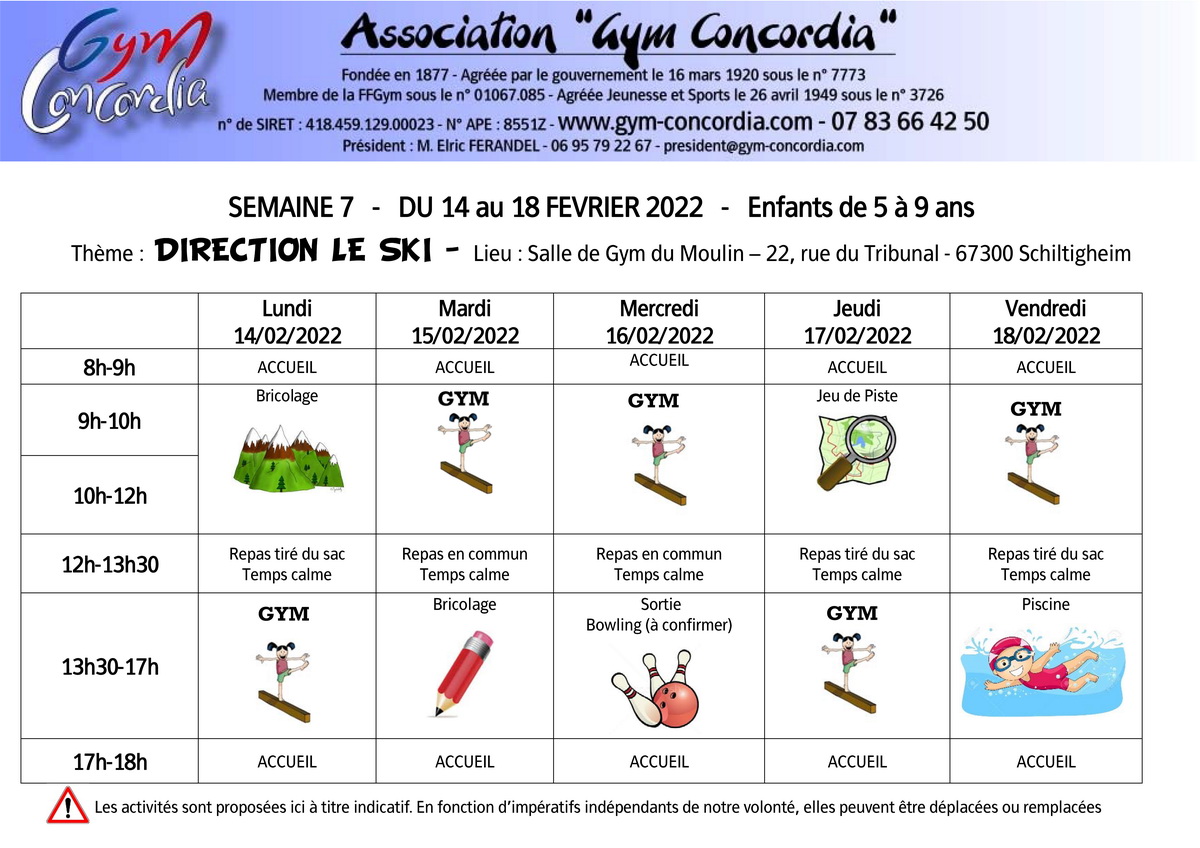 Gym Concordia
Association "Gym Concordia"
Fondée en 1877 - Agréée par le gouvernement le 16 mars 1920 sous le n° 7773
Membre de la FFGym sous le n° 01067.085 - Agréée Jeunesse et Sports le 26 avril 1949 sous le n° 3726
n° de SIRET : 418.459.129.00023 - N° APE : 8551Z - www.gym-concordia.com - 07 83 66 42 50
Président : M. Elric FERANDEL - 06 95 79 22 67 - president@gym-concordia.com
SEMAINE 7 - DU 14 au 18 FEVRIER 2022 - Enfants de 5 à 9 ans
Thème : DIRECTION LE SKI - Lieu : Salle de Gym du Moulin – 22, rue du Tribunal - 67300 Schiltigheim
Lundi Mardi Mercredi Jeudi Vendredi
14/02/2022 15/02/2022 16/02/2022 17/02/2022 18/02/2022
8h-9h ACCUEIL ACCUEIL ACCUEIL ACCUEIL ACCUEIL
9h-10h Bricolage GYM GYM Jeu de Piste GYM
10h-12h
12h-13h30 Repas tiré du sac Repas en commun Repas en commun Repas tiré du sac Repas tiré du sac
Temps calme Temps calme Temps calme Temps calme Temps calme
13h30-17h GYM Bricolage Sortie GYM Piscine
Bowling (à confirmer)
17h-18h ACCUEIL ACCUEIL ACCUEIL ACCUEIL ACCUEIL
Les activités sont proposées ici à titre indicatif. En fonction d'impératifs indépendants de notre volonté, elles peuvent être déplacées ou remplacées